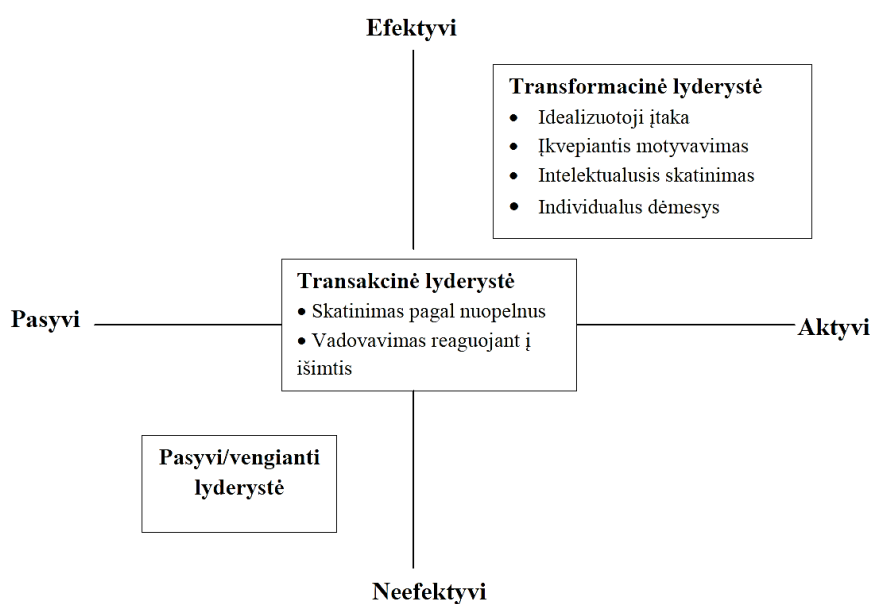 Efektyvi
Transformacinė lyderystė
• Idealizuotoji įtaka
• Įkvepiantis motyvavimas
• Intelektualusis skatinimas
• Individualus dėmesys
Transakcinė lyderystė
• Skatinimas pagal nuopelnus
• Vadovavimas reaguojant į
išimtis
Pasyvi
Aktyvi
Pasyvi/vengianti
lyderystė
Neefektyvi